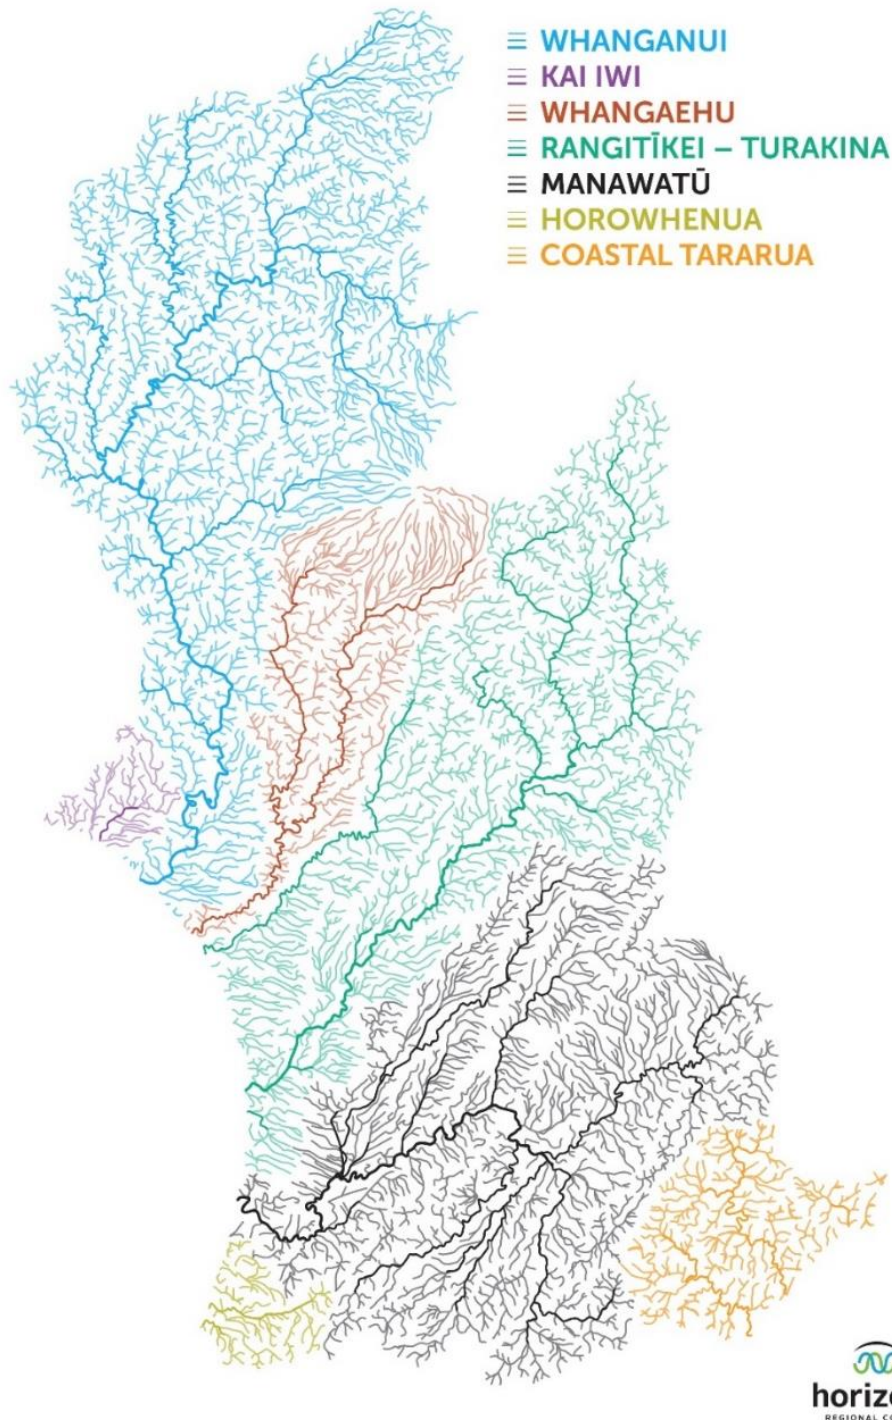 WHANGANUI
KAI IWI
WHANGAEHU
RANGITĪKEI – TURAKINA
MANAWATŪ
HOROWHENUA
COASTAL TARARUA